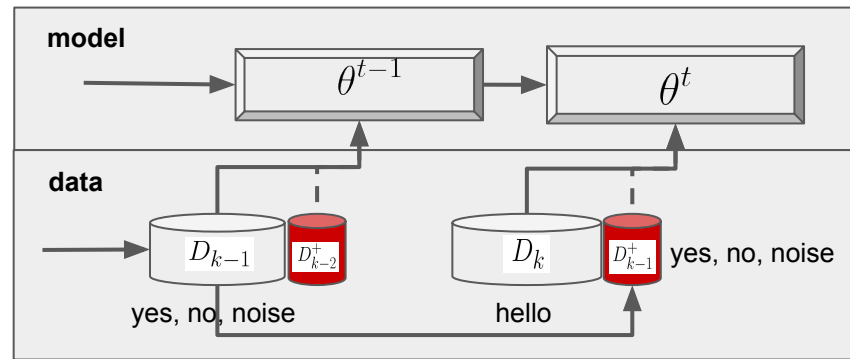 model
θ^{t−1}
θ^t
data
D_{k−1}
D^+_{k−2}
D_k
D^+_{k−1}
yes, no, noise
yes, no, noise
hello